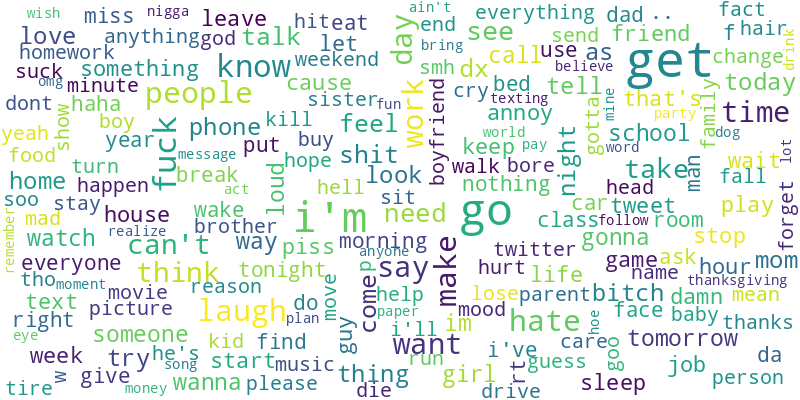 wish nigga ain't
miss leave hit eat end everything dad .. fact
love anything god talk let day see send friend f hair
homework something know weekend bring call use as change drink
suck omg minute people cause smh dx bed tell believe get today
dont haha sister fun work cry texting gotta mine that's party family time
yeah show boy year phone kill feel boyfriend annoy world school dog
food message put buy shit keep pay word wait lot
turn fuck break hope look walk bore night take man
home happen act loud hell nothing head fall
soo stay house wake i'm sit need go car tweet play forget
remember mad realize brother class follow room
watch can't way piss morning make gonna stop
everyone think tonight anyone say twitter game ask hour mom
tho moment reason move p hurt life name thanksgiving
text movie laugh do help come lose parent bitch damn mean
right picture plan guy paper i'll im mood hate hoe face baby thanks
someone kid find want i've care tomorrow
week try he's song start music run guess goo job da
w give wanna please thing girl rt sleep person
tire eye money die drive